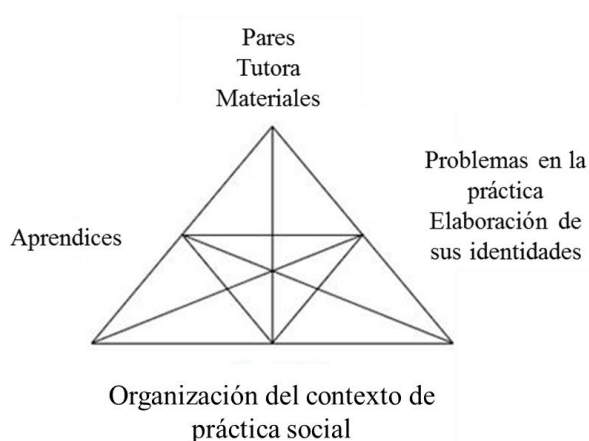 Pares
Tutora
Materiales
Problemas en la
práctica
Elaboración de
sus identidades
Aprendices
Organización del contexto de
práctica social